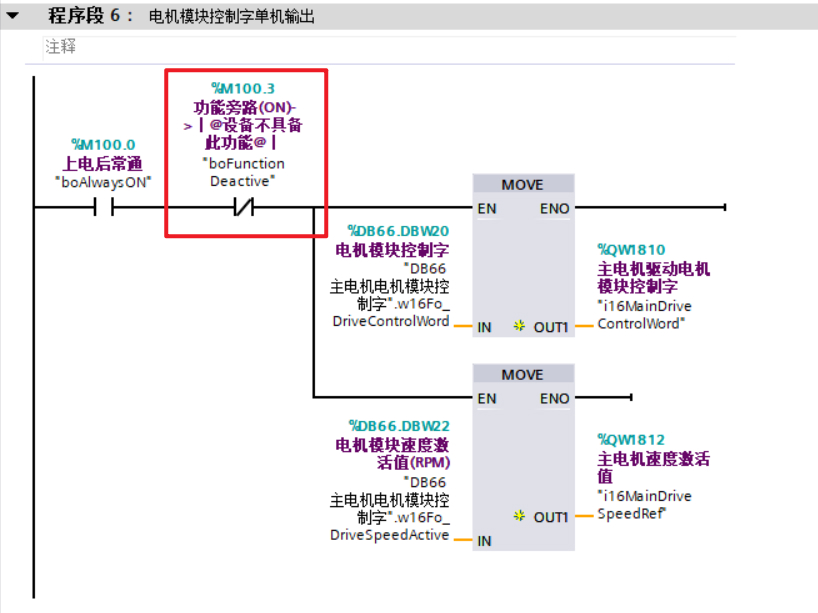 程序段 6： 电机模块控制字单机输出
注释
%M100.0
上电后常通
"boAlwaysON"
%M100.3
功能旁路(ON)-
>丨@设备不具备
此功能@丨
"boFunction
Deactive"
MOVE
EN
ENO
%DB66.DBW20
电机模块控制字
"DB66
主电机电机模块控
制字".w16Fo_
DriveControlWord
IN
OUT1
%QW1810
主电机驱动电机
模块控制字
"i16MainDrive
ControlWord"
MOVE
EN
ENO
%DB66.DBW22
电机模块速度激
活值(RPM)
"DB66
主电机电机模块控
制字".w16Fo_
DriveSpeedActive
IN
OUT1
%QW1812
主电机速度激活
值
"i16MainDrive
SpeedRef"